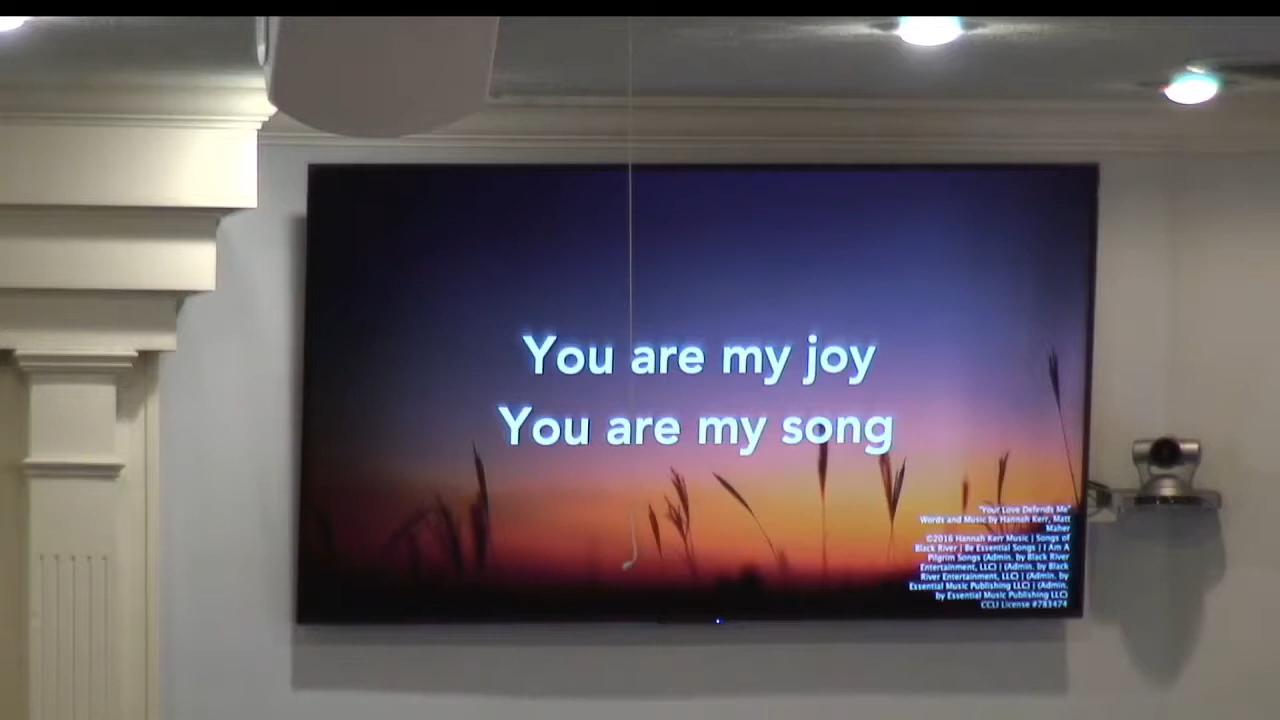 You are my joy
You are my song
"Your Love Defends Me"
Words and Music by Hannah Kerr, Matt
Maher
©2016 Hannah Kerr Music | Songs of
Black River | Be Essential Songs | I Am A
Pilgrim Songs (Admin. by Black River
Entertainment, LLC) | (Admin. by Black
River Entertainment, LLC) | (Admin. by
Essential Music Publishing LLC) | (Admin.
by Essential Music Publishing LLC)
CCLI License #783474